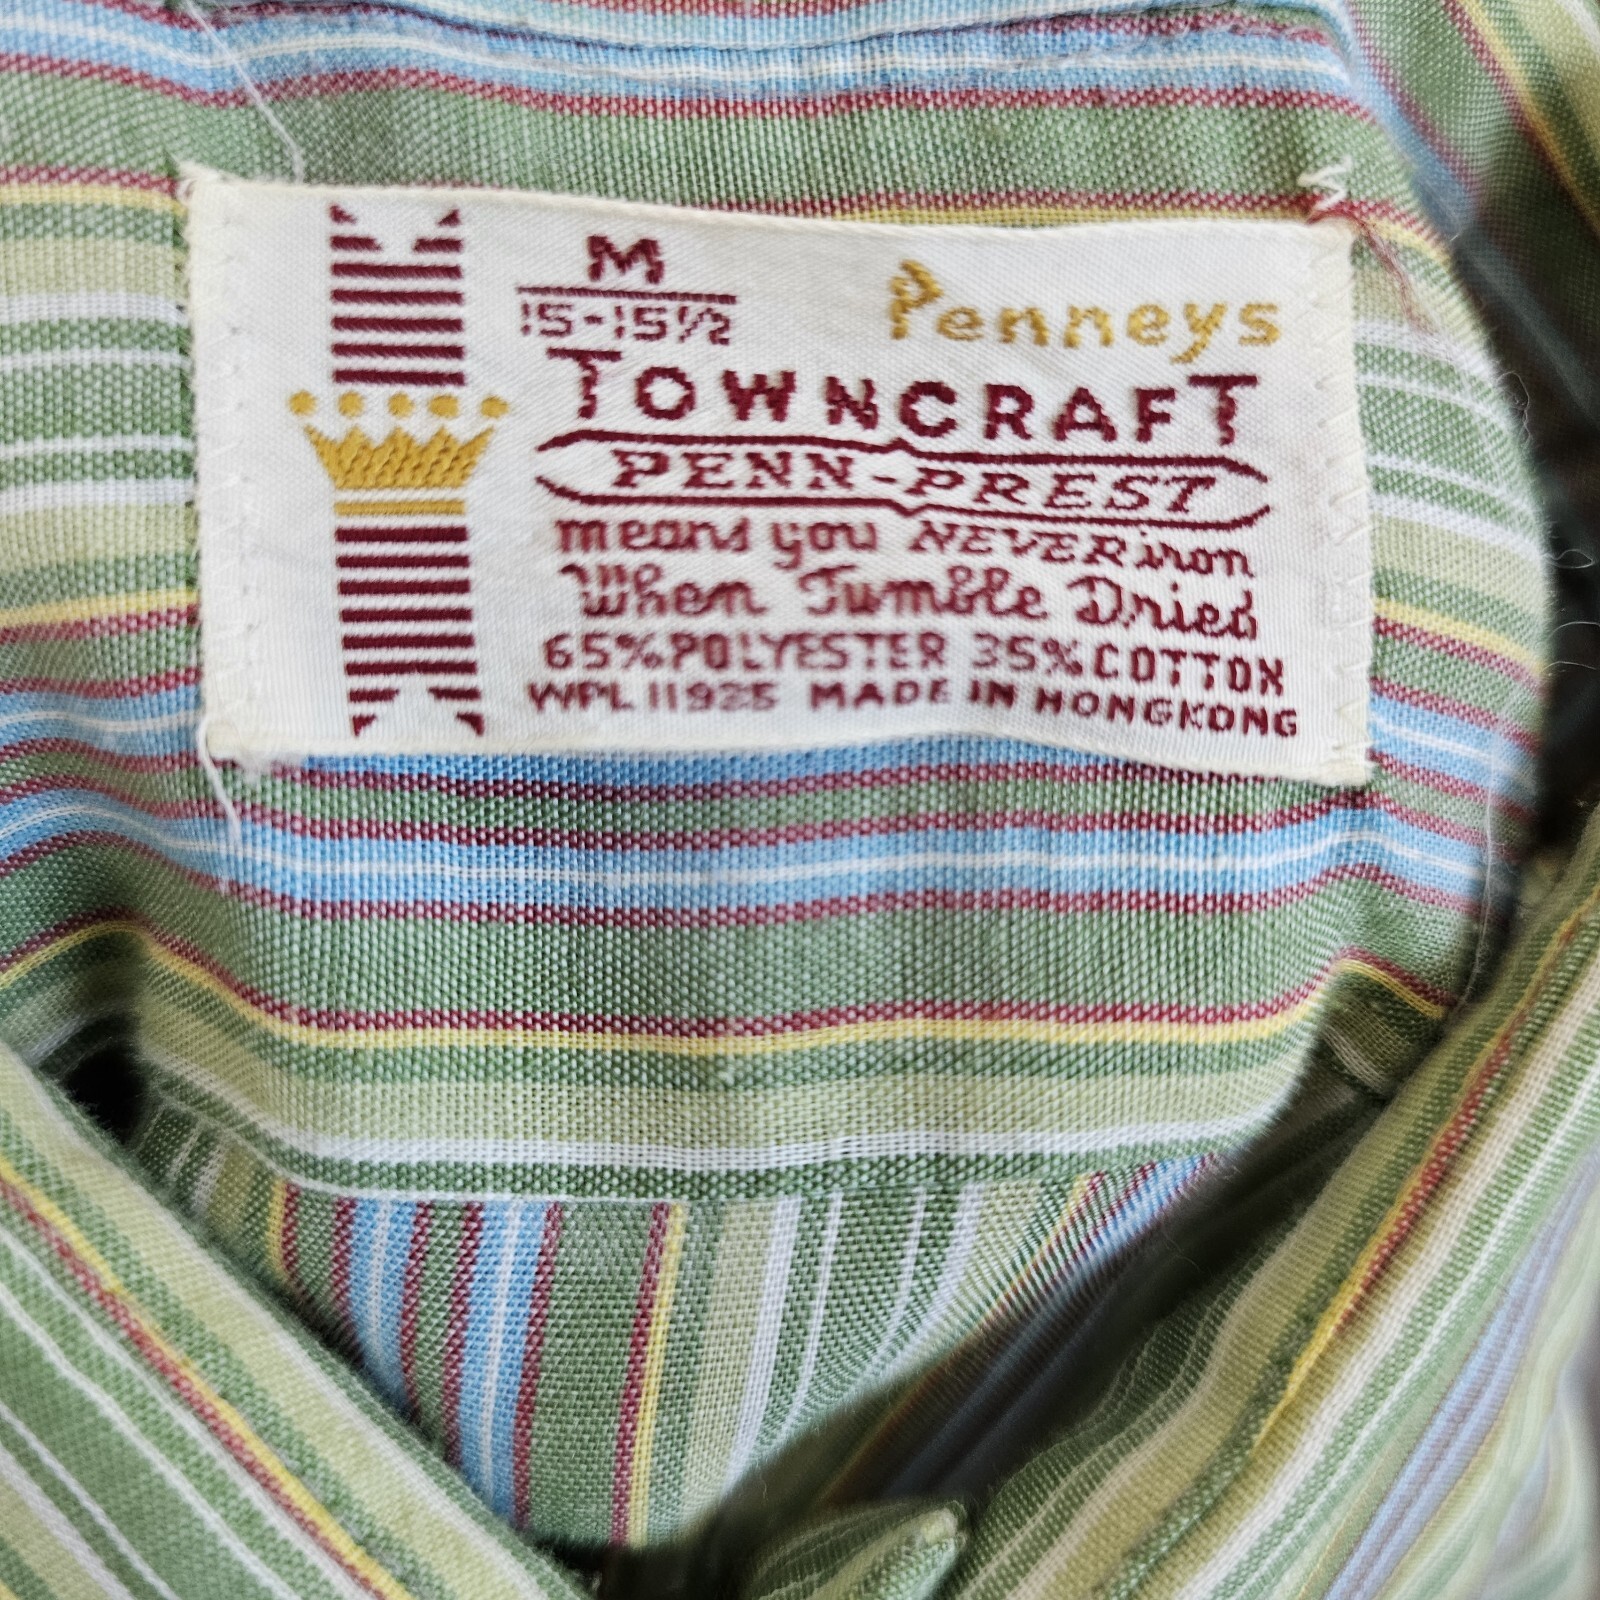 M
15-15½
Penneys
TOWNCRAFT
PENN-PREST
means you NEVER iron
When Tumble Dried
65% POLYESTER 35% COTTON
WPL 11925 MADE IN HONGKONG